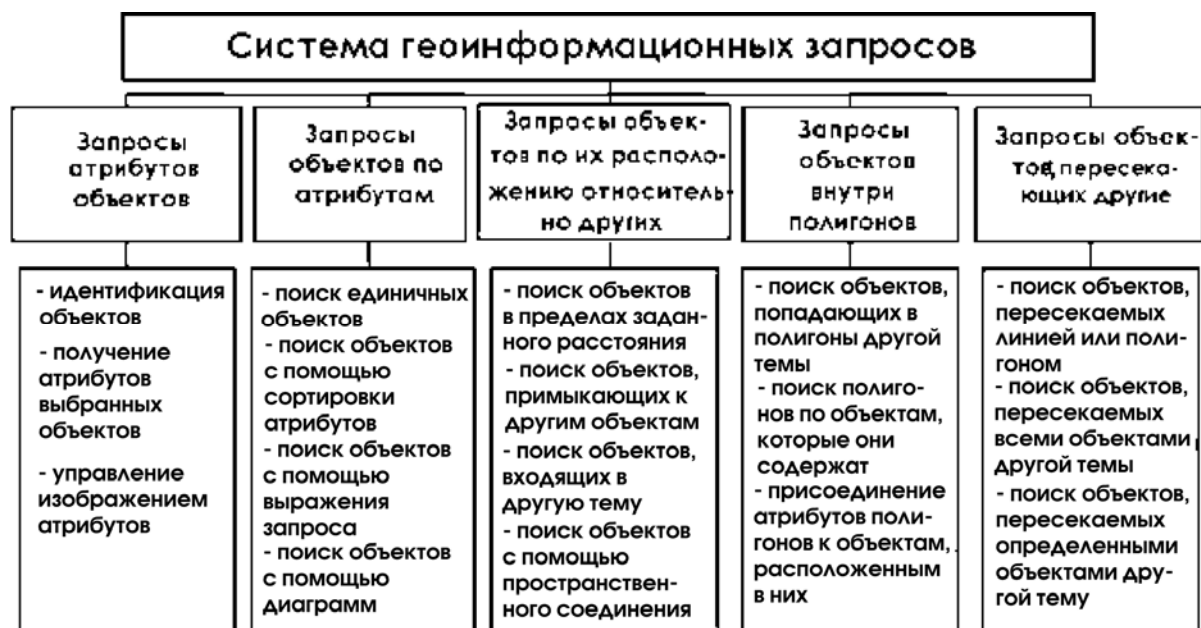 Система геоинформационных запросов
Запросы
атрибутов
объектов
Запросы
объектов по
атрибутам
Запросы объек-
тов по их располо-
жению относитель-
но других
Запросы
объектов
внутри
полигонов
Запросы объек-
тов, пересека-
ющих другие
- идентификация
объектов
- получение
атрибутов
выбранных
объектов
- управление
изображением
атрибутов
- поиск единичных
объектов
- поиск объектов
с помощью
сортировки
атрибутов
- поиск объектов
с помощью
выражения
запроса
- поиск объектов
с помощью
диаграмм
- поиск объектов
в пределах задан-
ного расстояния
- поиск объектов,
примыкающих к
другим объектам
- поиск объектов,
входящих в
другую тему
- поиск объектов
с помощью
пространствен-
ного соединения
- поиск объектов,
попадающих в
полигоны другой
темы
- поиск полиго-
нов по объектам,
которые они
содержат
- присоединение
атрибутов поли-
гонов к объектам,
расположенным
в них
- поиск объектов,
пересекаемых
линией или поли-
гоном
- поиск объектов,
пересекаемых
всеми объектами
другой темы
- поиск объектов,
пересекаемых
определенными
объектами дру-
гой тему